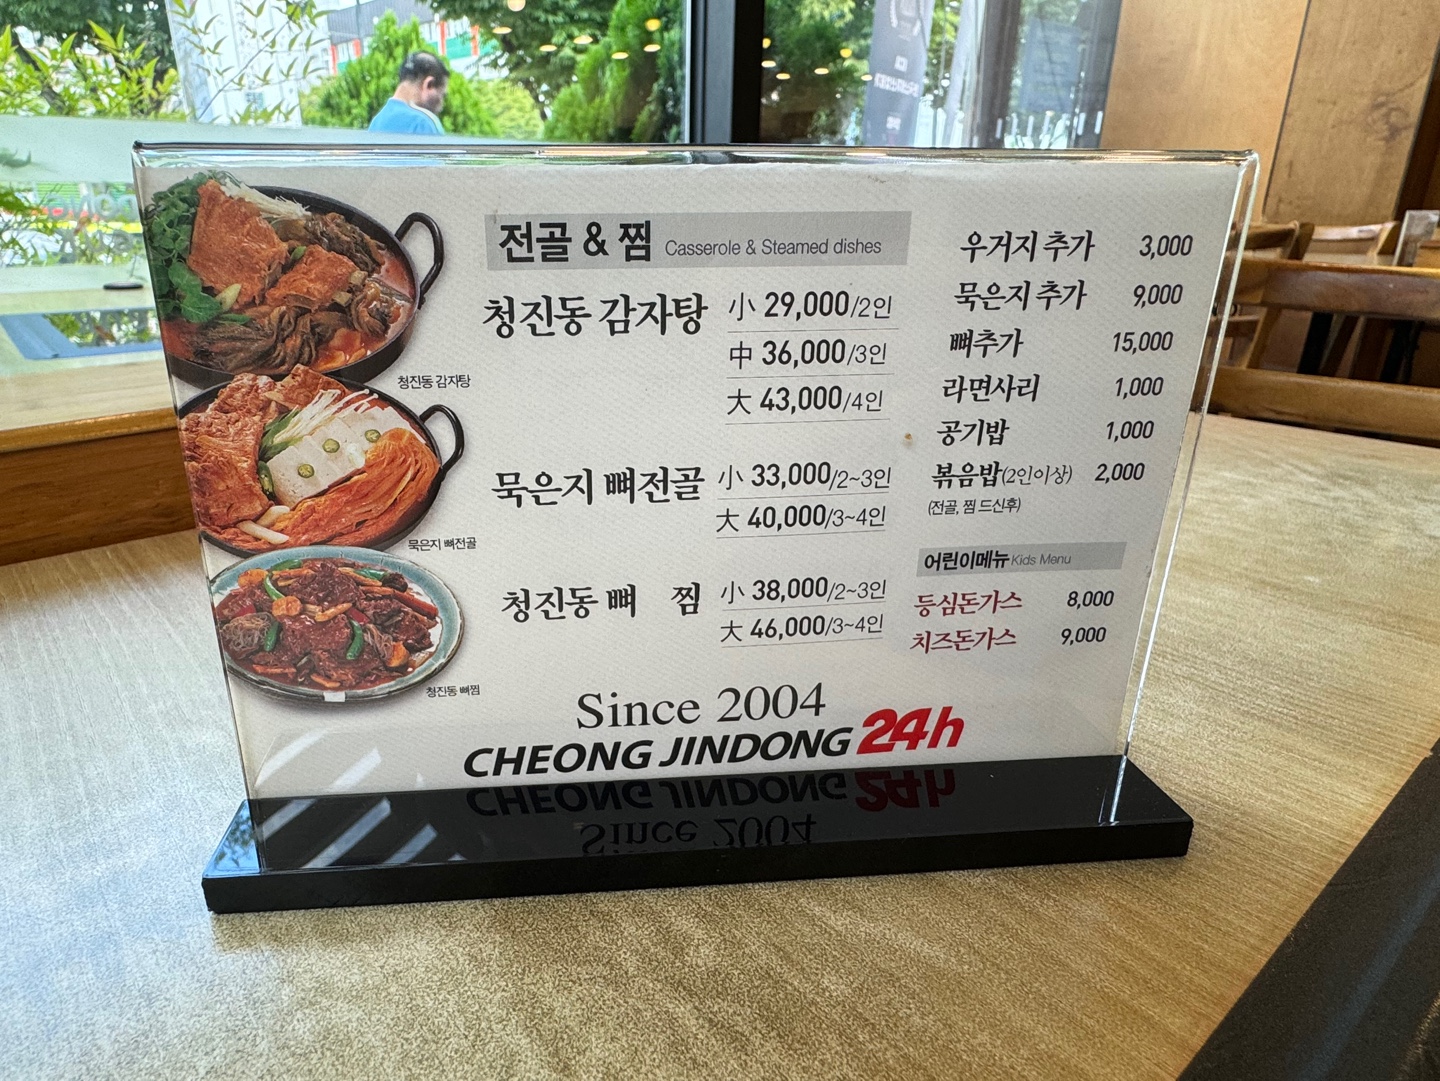 전골 & 찜 Casserole & Steamed dishes
청진동 감자탕 小 29,000/2인
中 36,000/3인
大 43,000/4인
묵은지 뼈전골 小 33,000/2~3인
大 40,000/3~4인
청진동 뼈 찜 小 38,000/2~3인
大 46,000/3~4인
청진동 감자탕
묵은지 뼈전골
청진동 뼈찜
우거지 추가 3,000
묵은지 추가 9,000
뼈추가 15,000
라면사리 1,000
공기밥 1,000
볶음밥(2인이상) 2,000
(전골, 찜 드신후)
어린이메뉴 Kids Menu
등심돈가스 8,000
치즈돈가스 9,000
Since 2004
CHEONG JINDONG 24h